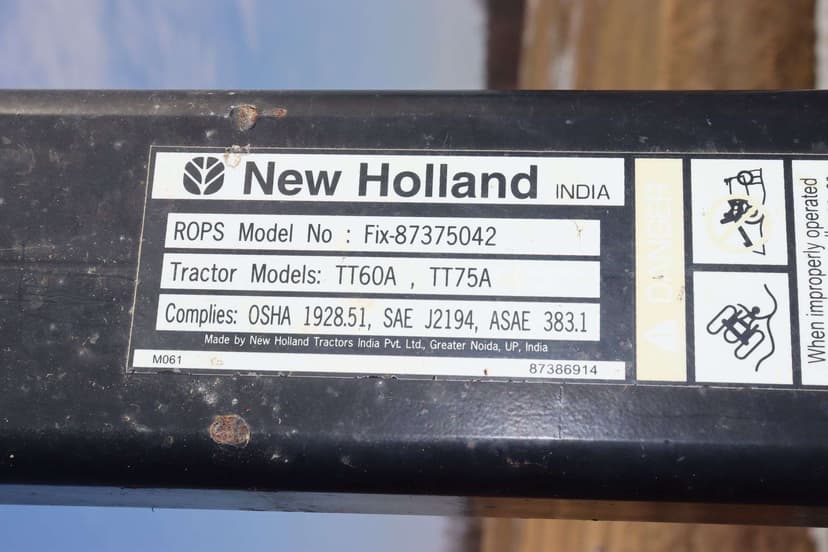 New Holland INDIA
ROPS Model No : Fix-87375042
Tractor Models: TT60A , TT75A
Complies: OSHA 1928.51, SAE J2194, ASAE 383.1
Made by New Holland Tractors India Pvt. Ltd., Greater Noida, UP, India
M061 87386914
DANGER
When improperly operated